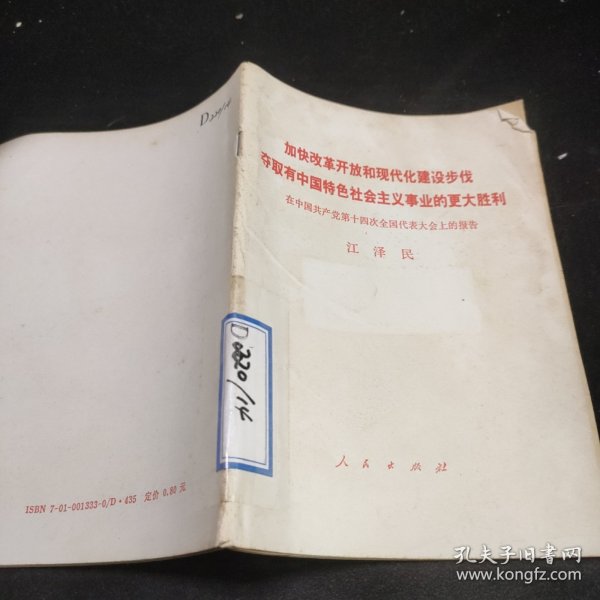 加快改革开放和现代化建设步伐
夺取有中国特色社会主义事业的更大胜利
在中国共产党第十四次全国代表大会上的报告
江泽民
人民出版社
D220/14
D220/14
ISBN 7-01-001333-0/D·435 定价 0.80 元
孔夫子旧书网
www.kongfz.com